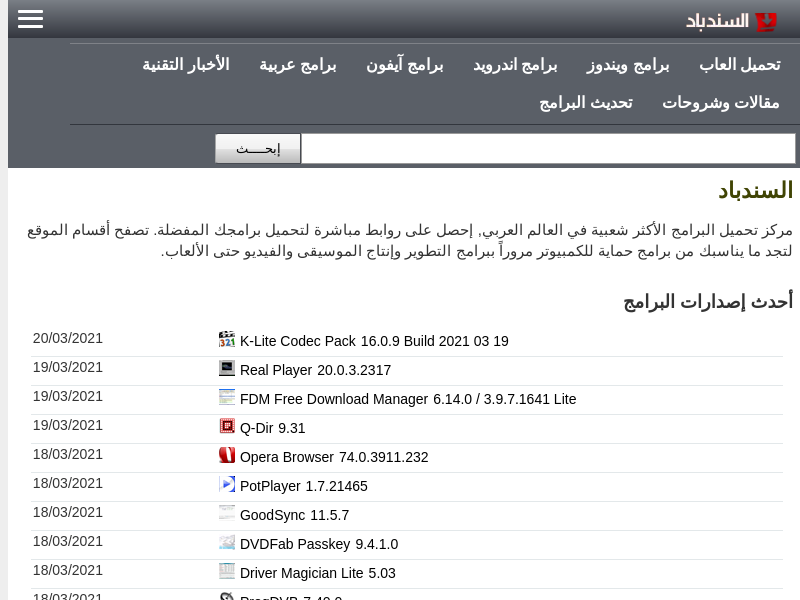 السندباد
تحميل العاب برامج ويندوز برامج اندرويد برامج آيفون برامج عربية الأخبار التقنية
مقالات وشروحات تحديث البرامج
إبحــــث
السندباد
مركز تحميل البرامج الأكثر شعبية في العالم العربي, إحصل على روابط مباشرة لتحميل برامجك المفضلة. تصفح أقسام الموقع
لتجد ما يناسبك من برامج حماية للكمبيوتر مروراً ببرامج التطوير وإنتاج الموسيقى والفيديو حتى الألعاب.
أحدث إصدارات البرامج
K-Lite Codec Pack 16.0.9 Build 2021 03 19 20/03/2021
Real Player 20.0.3.2317 19/03/2021
FDM Free Download Manager 6.14.0 / 3.9.7.1641 Lite 19/03/2021
Q-Dir 9.31 19/03/2021
Opera Browser 74.0.3911.232 18/03/2021
PotPlayer 1.7.21465 18/03/2021
GoodSync 11.5.7 18/03/2021
DVDFab Passkey 9.4.1.0 18/03/2021
Driver Magician Lite 5.03 18/03/2021
18/03/2021